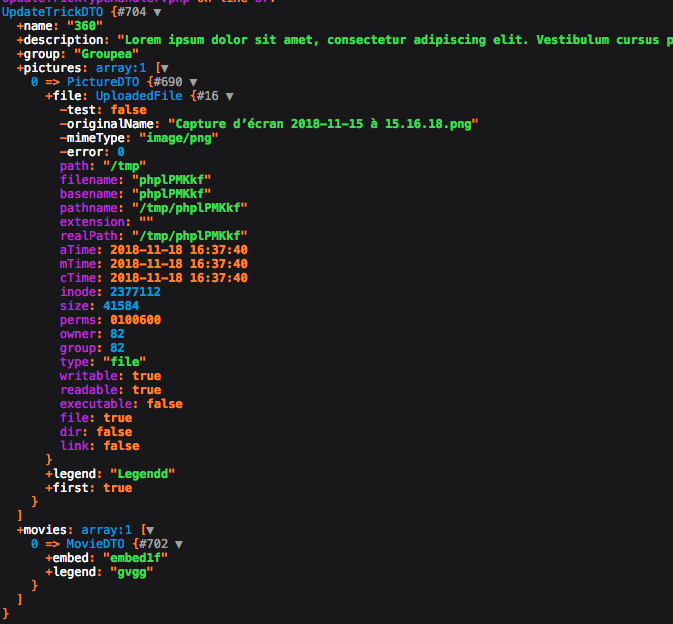 UpdateTrickDTO {#704 ▼
+name: "360"
+description: "Lorem ipsum dolor sit amet, consectetur adipiscing elit. Vestibulum cursus p
+group: "Groupea"
+pictures: array:1 [▼
0 => PictureDTO {#690 ▼
+file: UploadedFile {#16 ▼
-test: false
-originalName: "Capture d’écran 2018-11-15 à 15.16.18.png"
-mimeType: "image/png"
-error: 0
path: "/tmp"
filename: "phplPMKkf"
basename: "phplPMKkf"
pathname: "/tmp/phplPMKkf"
extension: ""
realPath: "/tmp/phplPMKkf"
aTime: 2018-11-18 16:37:40
mTime: 2018-11-18 16:37:40
cTime: 2018-11-18 16:37:40
inode: 2377112
size: 41584
perms: 0100600
owner: 82
group: 82
type: "file"
writable: true
readable: true
executable: false
file: true
dir: false
link: false
}
+legend: "Legendd"
+first: true
}
]
+movies: array:1 [▼
0 => MovieDTO {#702 ▼
+embed: "embed1f"
+legend: "gvgg"
}
]
}